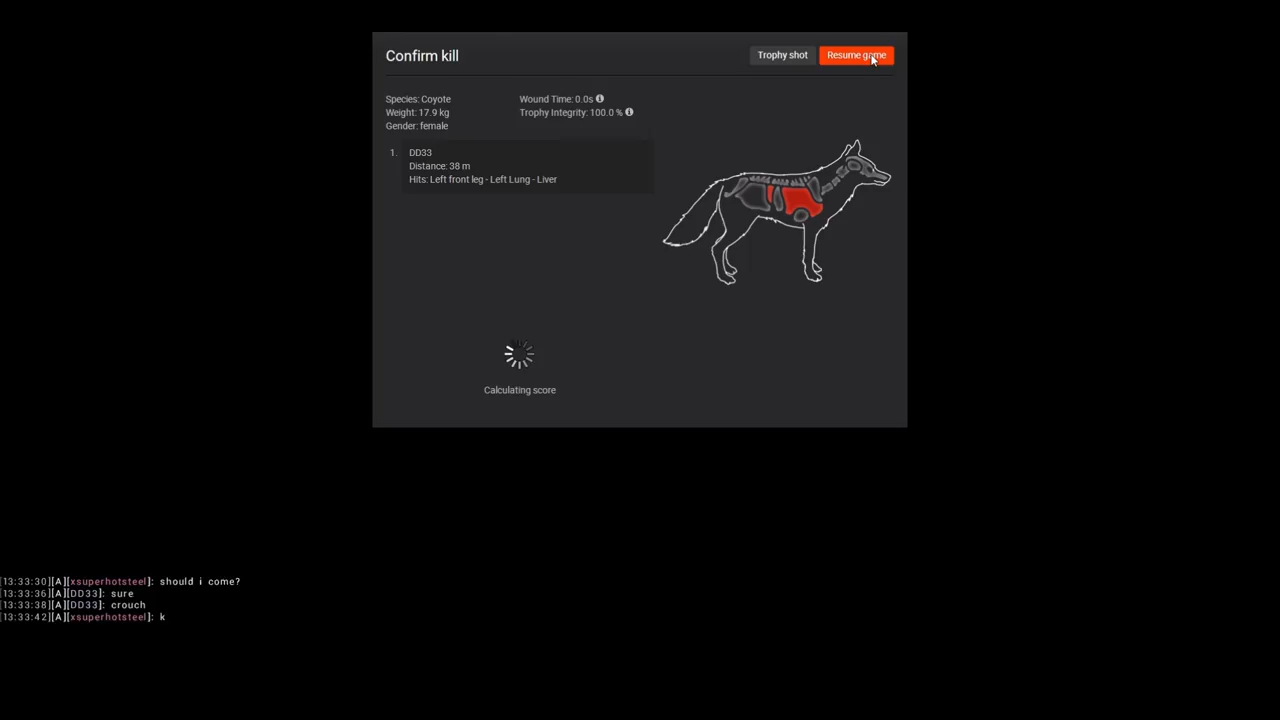 Confirm kill
Trophy shot
Resume game
Species: Coyote
Weight: 17.9 kg
Gender: female
Wound Time: 0.0s
Trophy Integrity: 100.0 %
1. DD33
Distance: 38 m
Hits: Left front leg - Left Lung - Liver
Calculating score
[13:33:30][A][xsuperhotsteel]: should i come?
[13:33:36][A][DD33]: sure
[13:33:38][A][DD33]: crouch
[13:33:42][A][xsuperhotsteel]: k